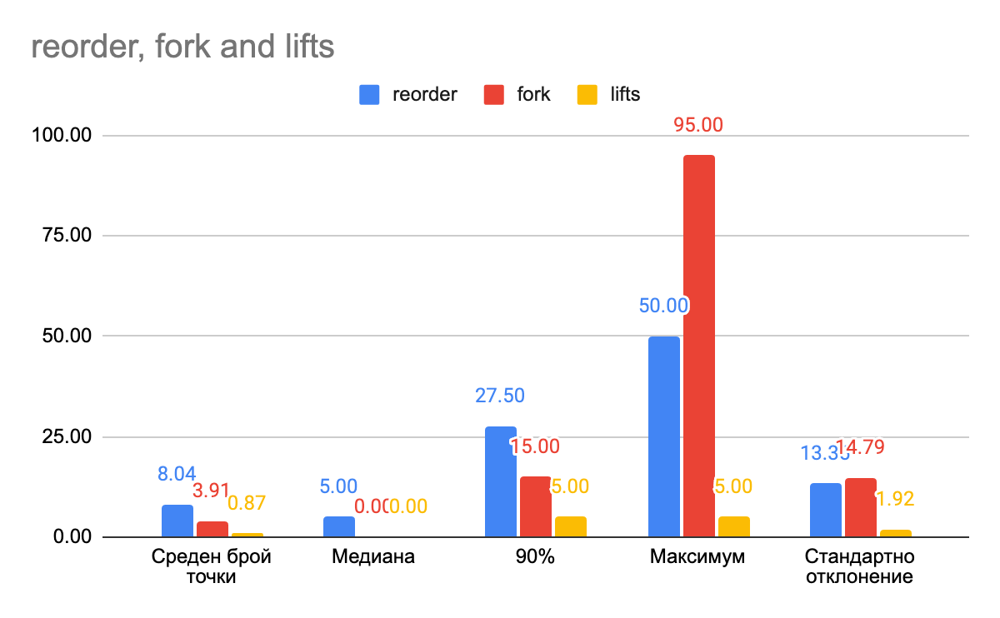 reorder, fork and lifts
reorder fork lifts
100.00
75.00
50.00
25.00
0.00
8.04
3.91
0.87
5.00
0.00
0.00
27.50
15.00
5.00
50.00
95.00
5.00
14.79
1.92
Среден брой
точки
Медиана
90%
Максимум
Стандартно
отклонение